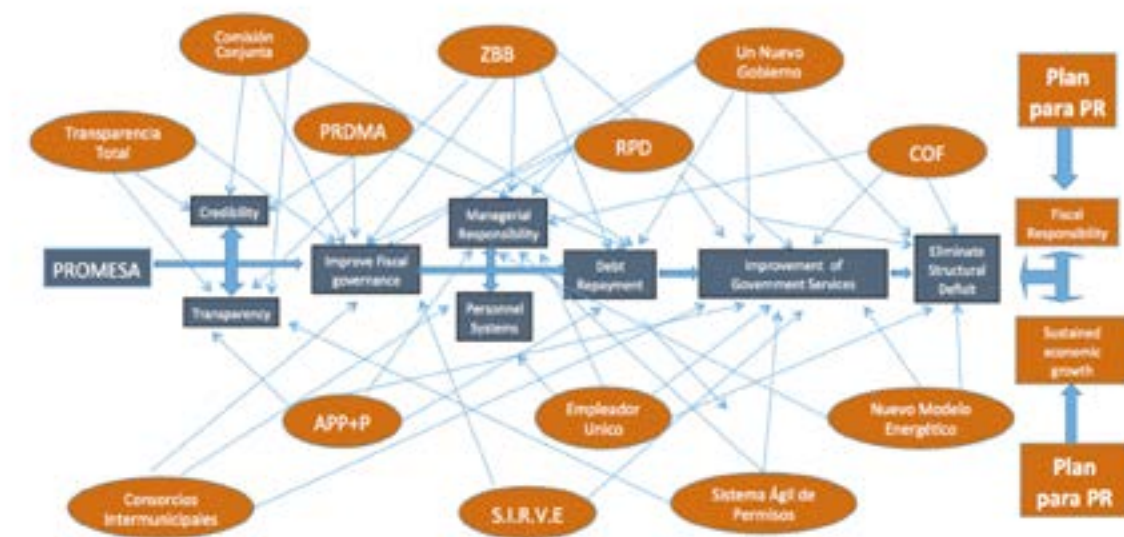 Comisión
Conjunta
ZBB
Un Nuevo
Gobierno
Plan
para PR
Transparencia
Total
PRDMA
RPD
COF
Credibility
Managerial
Responsibility
Fiscal
Responsibility
PROMESA
Improve Fiscal
governance
Debt
Repayment
Improvement of
Government Services
Eliminate
Structural
Deficit
Transparency
Personnel
Systems
Sustained
economic
growth
APP+P
Empleador
Unico
Nuevo Modelo
Energético
Consorcios
Intermunicipales
S.I.R.V.E
Sistema Ágil de
Permisos
Plan
para PR